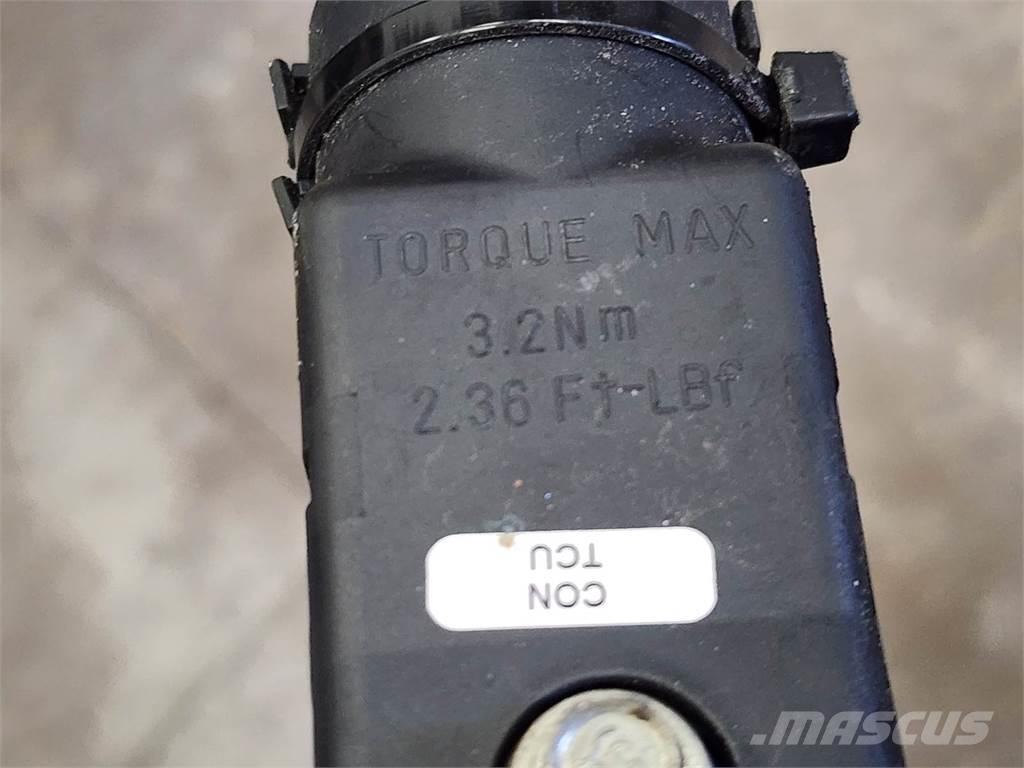 TORQUE MAX
3.2Nm
2.36 Ft-LBf
CON
TCU
MASCUS